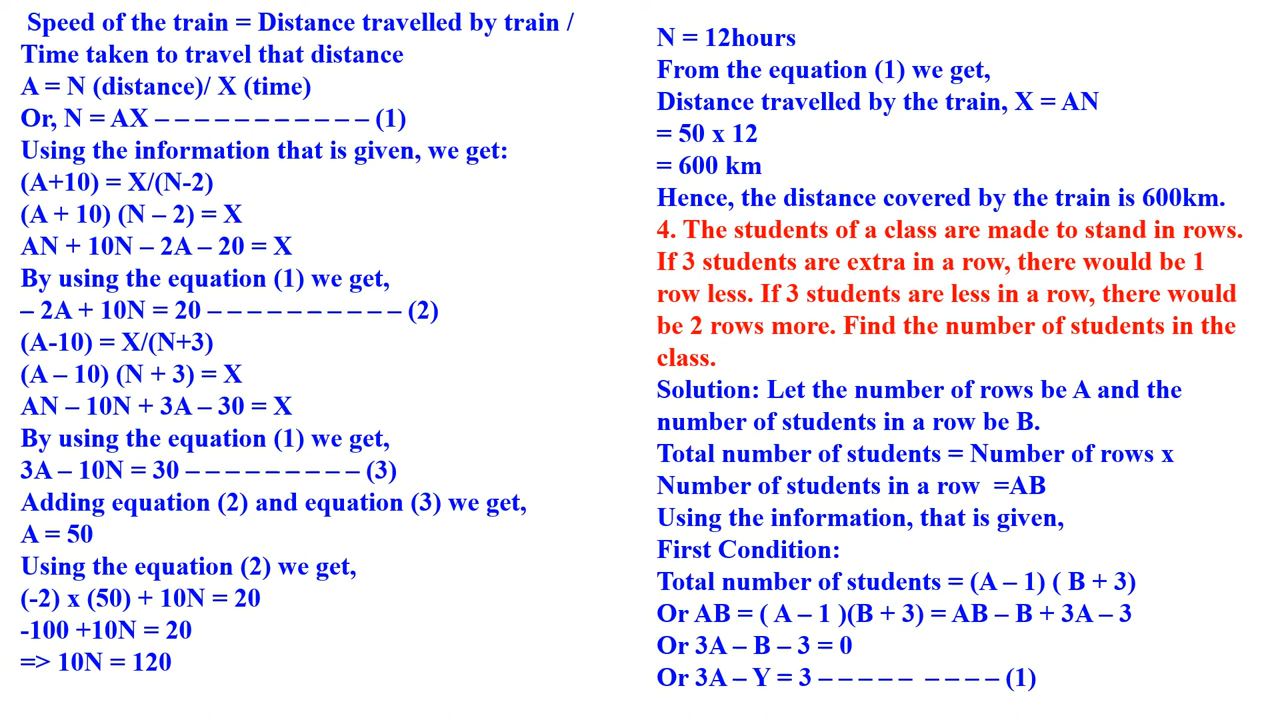 Speed of the train = Distance travelled by train /
Time taken to travel that distance
A = N (distance)/ X (time)
Or, N = AX – – – – – – – – – – – (1)
Using the information that is given, we get:
(A+10) = X/(N-2)
(A + 10) (N – 2) = X
AN + 10N – 2A – 20 = X
By using the equation (1) we get,
– 2A + 10N = 20 – – – – – – – – – – (2)
(A-10) = X/(N+3)
(A – 10) (N + 3) = X
AN – 10N + 3A – 30 = X
By using the equation (1) we get,
3A – 10N = 30 – – – – – – – – – (3)
Adding equation (2) and equation (3) we get,
A = 50
Using the equation (2) we get,
(-2) x (50) + 10N = 20
-100 +10N = 20
=> 10N = 120
N = 12hours
From the equation (1) we get,
Distance travelled by the train, X = AN
= 50 x 12
= 600 km
Hence, the distance covered by the train is 600km.
4. The students of a class are made to stand in rows.
If 3 students are extra in a row, there would be 1
row less. If 3 students are less in a row, there would
be 2 rows more. Find the number of students in the
class.
Solution: Let the number of rows be A and the
number of students in a row be B.
Total number of students = Number of rows x
Number of students in a row  =AB
Using the information, that is given,
First Condition:
Total number of students = (A – 1) ( B + 3)
Or AB = ( A – 1 )(B + 3) = AB – B + 3A – 3
Or 3A – B – 3 = 0
Or 3A – Y = 3 – – – – –  – – – – (1)